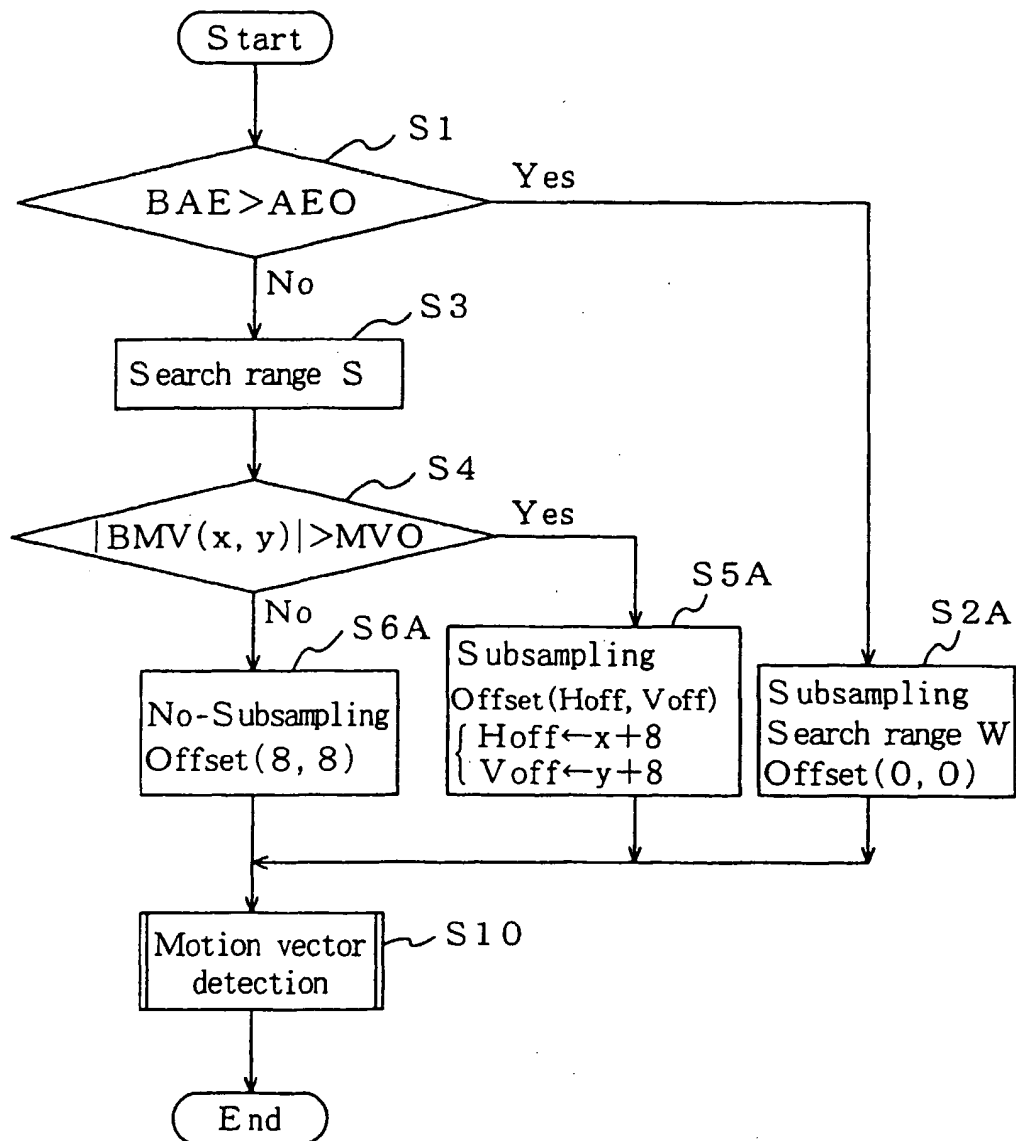 Start
S1
BAE>AEO
Yes
No
S3
Search range S
S4
|BMV(x, y)|>MVO
Yes
No
S5A
S6A
S2A
Subsampling
Offset(Hoff, Voff)
Hoff←x+8
Voff←y+8
No-Subsampling
Offset(8, 8)
Subsampling
Search range W
Offset(0, 0)
Motion vector
detection
S10
End